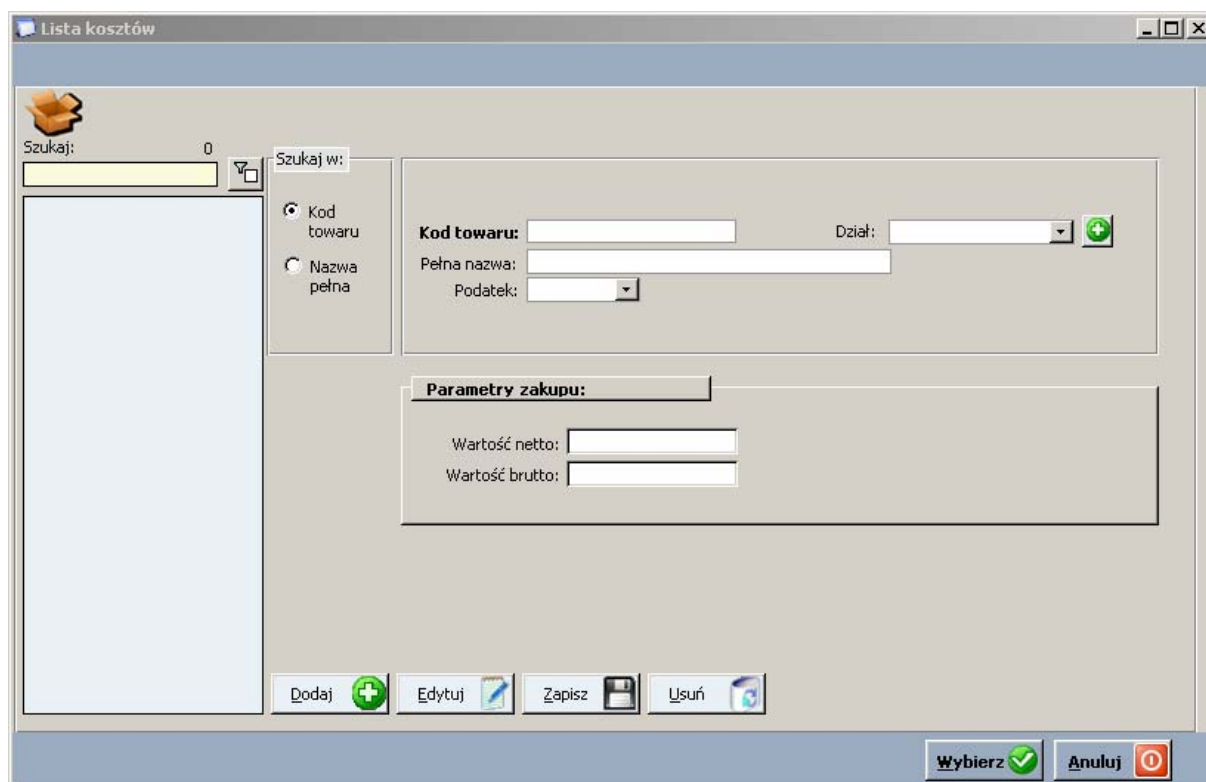 Lista kosztów
Szukaj: 0
Szukaj w:
Kod
towaru
Nazwa
pełna
Kod towaru:
Dział:
Pełna nazwa:
Podatek:
Parametry zakupu:
Wartość netto:
Wartość brutto:
Dodaj
Edytuj
Zapisz
Usuń
Wybierz
Anuluj